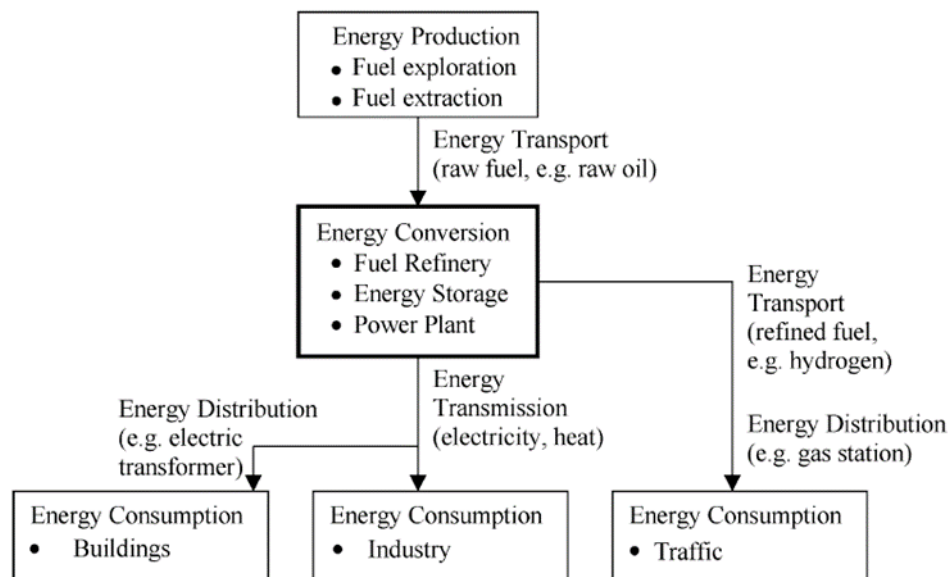 Energy Production
• Fuel exploration
• Fuel extraction
Energy Transport
(raw fuel, e.g. raw oil)
Energy Conversion
• Fuel Refinery
• Energy Storage
• Power Plant
Energy
Transport
(refined fuel,
e.g. hydrogen)
Energy
Transmission
(electricity, heat)
Energy Distribution
(e.g. electric
transformer)
Energy Distribution
(e.g. gas station)
Energy Consumption
• Buildings
Energy Consumption
• Industry
Energy Consumption
• Traffic